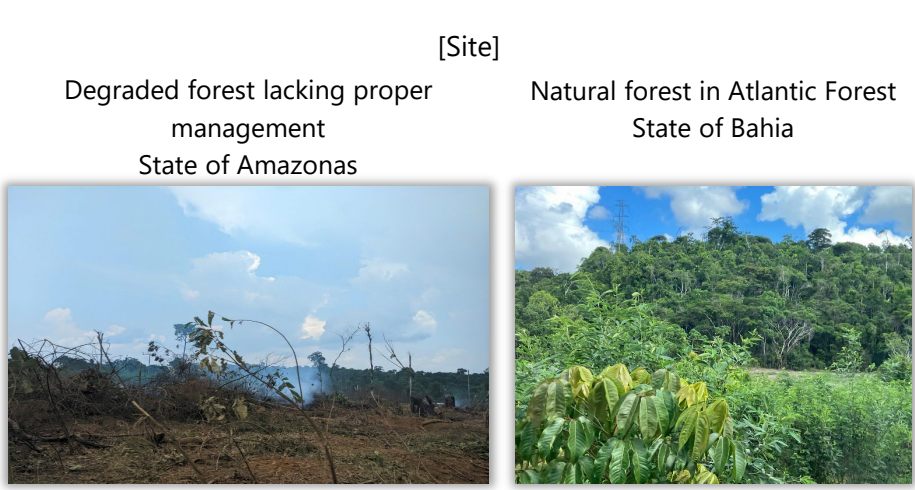 [Site]
Degraded forest lacking proper
management
State of Amazonas
Natural forest in Atlantic Forest
State of Bahia